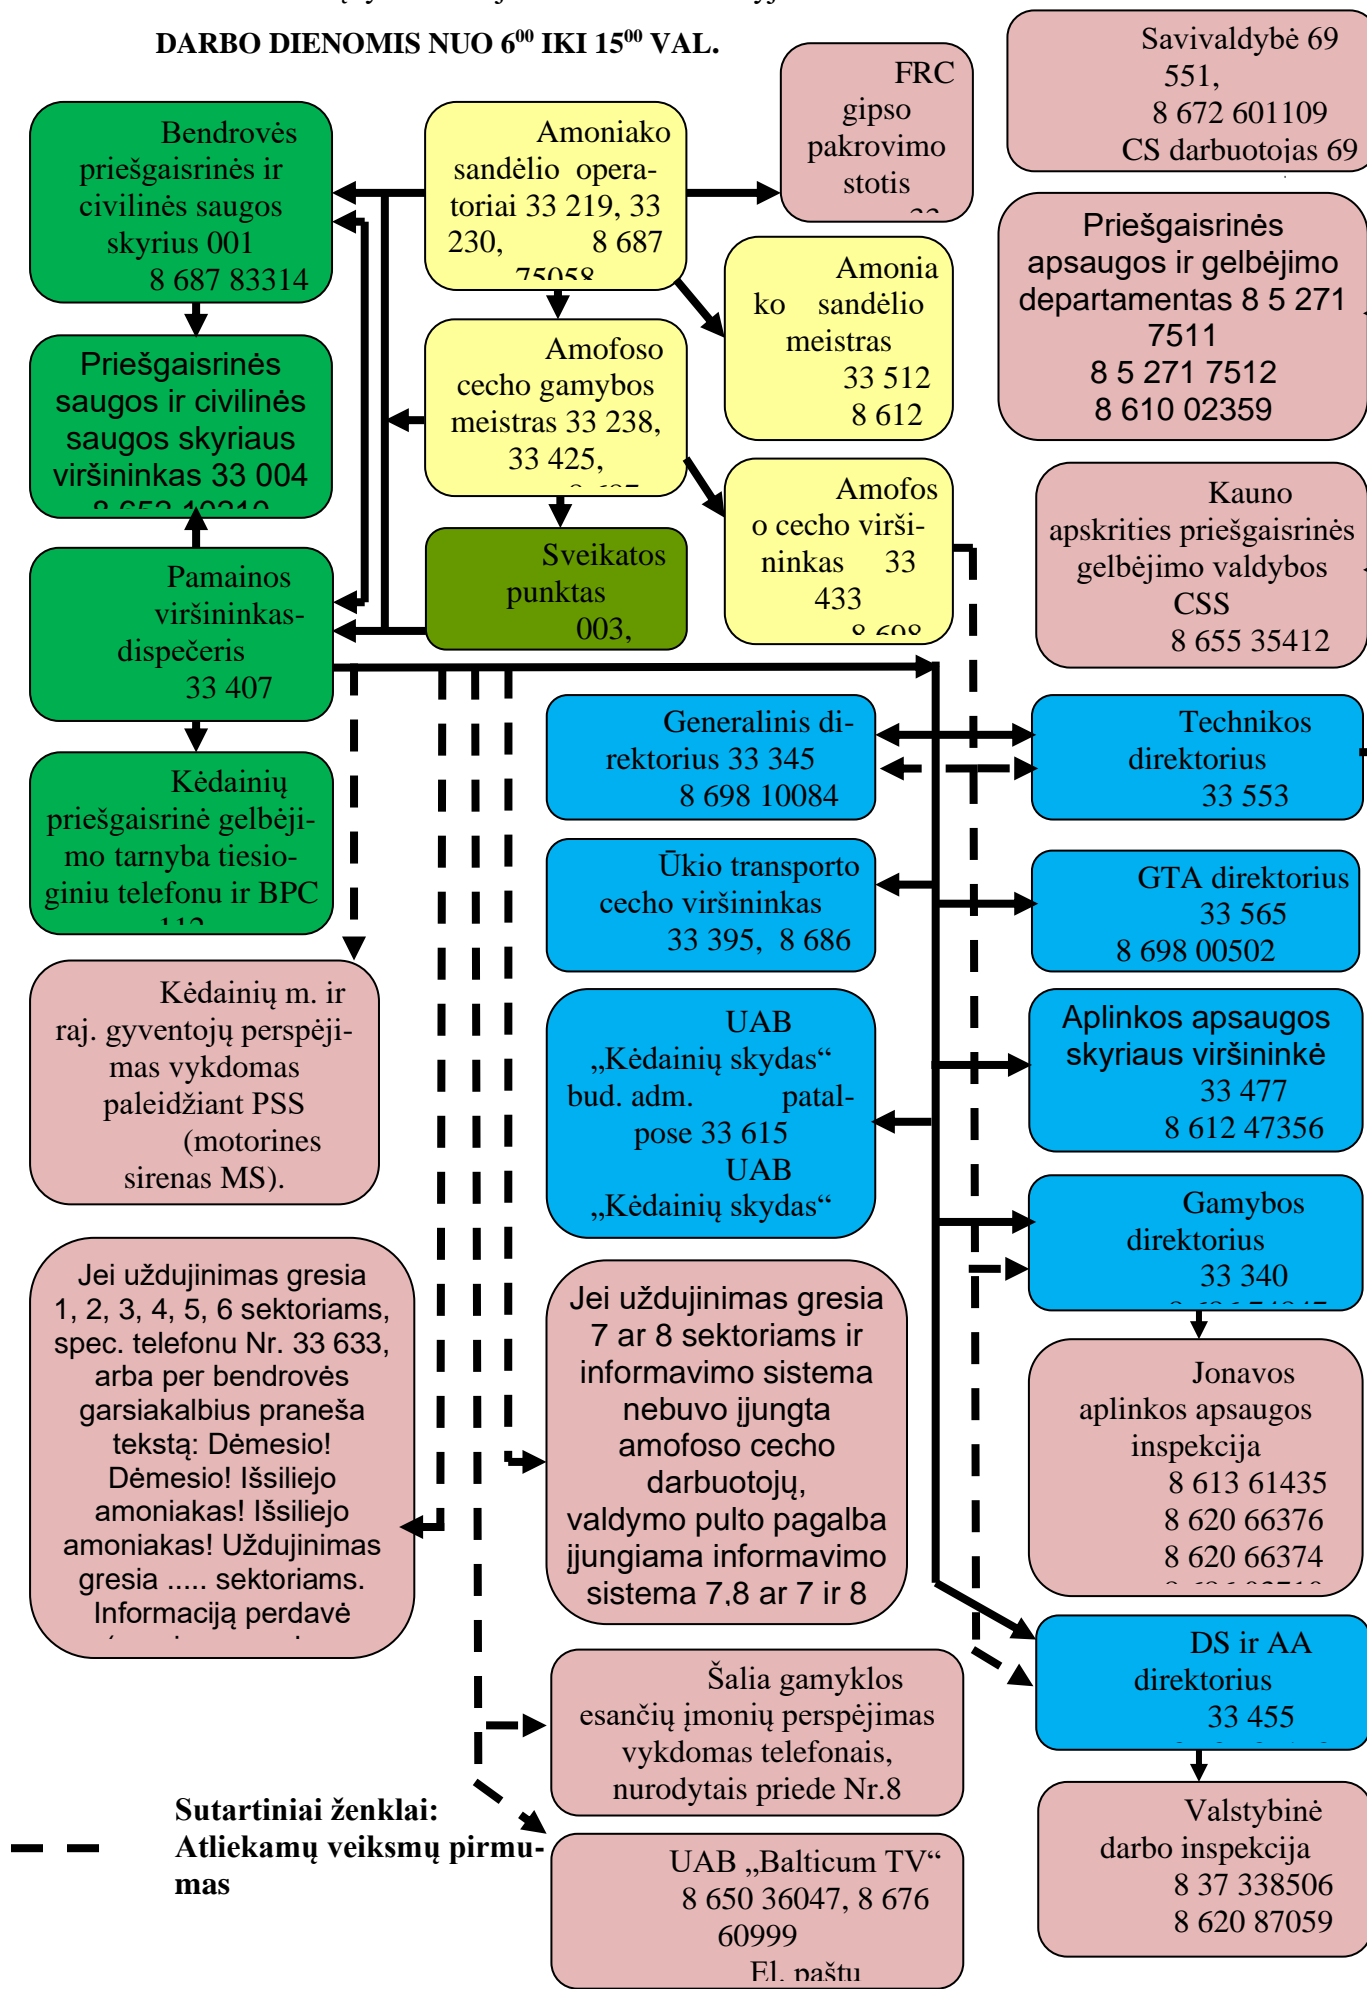 DARBO DIENOMIS NUO 6⁰⁰ IKI 15⁰⁰ VAL.
Bendrovės
priešgaisrinės ir
civilinės saugos
skyrius 001
8 687 83314
Amoniako
sandėlio opera-
toriai 33 219, 33
230, 8 687
75058
FRC
gipso
pakrovimo
stotis
Savivaldybė 69
551,
8 672 601109
CS darbuotojas 69
Priešgaisrinės
apsaugos ir gelbėjimo
departamentas 8 5 271
7511
8 5 271 7512
8 610 02359
Amonia
ko sandėlio
meistras
33 512
8 612
Priešgaisrinės
saugos ir civilinės
saugos skyriaus
viršininkas 33 004
8 652 10210
Amofoso
cecho gamybos
meistras 33 238,
33 425,
Amofos
o cecho virši-
ninkas 33
433
8 698
Kauno
apskrities priešgaisrinės
gelbėjimo valdybos
CSS
8 655 35412
Sveikatos
punktas
003,
Pamainos
viršininkas-
dispečeris
33 407
Generalinis di-
rektorius 33 345
8 698 10084
Technikos
direktorius
33 553
Kėdainių
priešgaisrinė gelbėji-
mo tarnyba tiesio-
giniu telefonu ir BPC
112
Ūkio transporto
cecho viršininkas
33 395, 8 686
GTA direktorius
33 565
8 698 00502
Kėdainių m. ir
raj. gyventojų perspėji-
mas vykdomas
paleidžiant PSS
(motorines
sirenas MS).
UAB
„Kėdainių skydas“
bud. adm. patal-
pose 33 615
UAB
„Kėdainių skydas“
Aplinkos apsaugos
skyriaus viršininkė
33 477
8 612 47356
Gamybos
direktorius
33 340
Jei uždujinimas gresia
1, 2, 3, 4, 5, 6 sektoriams,
spec. telefonu Nr. 33 633,
arba per bendrovės
garsiakalbius praneša
tekstą: Dėmesio!
Dėmesio! Išsiliejo
amoniakas! Išsiliejo
amoniakas! Uždujinimas
gresia ..... sektoriams.
Informaciją perdavė
Jei uždujinimas gresia
7 ar 8 sektoriams ir
informavimo sistema
nebuvo įjungta
amofoso cecho
darbuotojų,
valdymo pulto pagalba
įjungiama informavimo
sistema 7,8 ar 7 ir 8
Jonavos
aplinkos apsaugos
inspekcija
8 613 61435
8 620 66376
8 620 66374
DS ir AA
direktorius
33 455
Šalia gamyklos
esančių įmonių perspėjimas
vykdomas telefonais,
nurodytais priede Nr.8
Valstybinė
darbo inspekcija
8 37 338506
8 620 87059
Sutartiniai ženklai:
Atliekamų veiksmų pirmu-
mas
UAB „Balticum TV“
8 650 36047, 8 676
60999
El. paštu